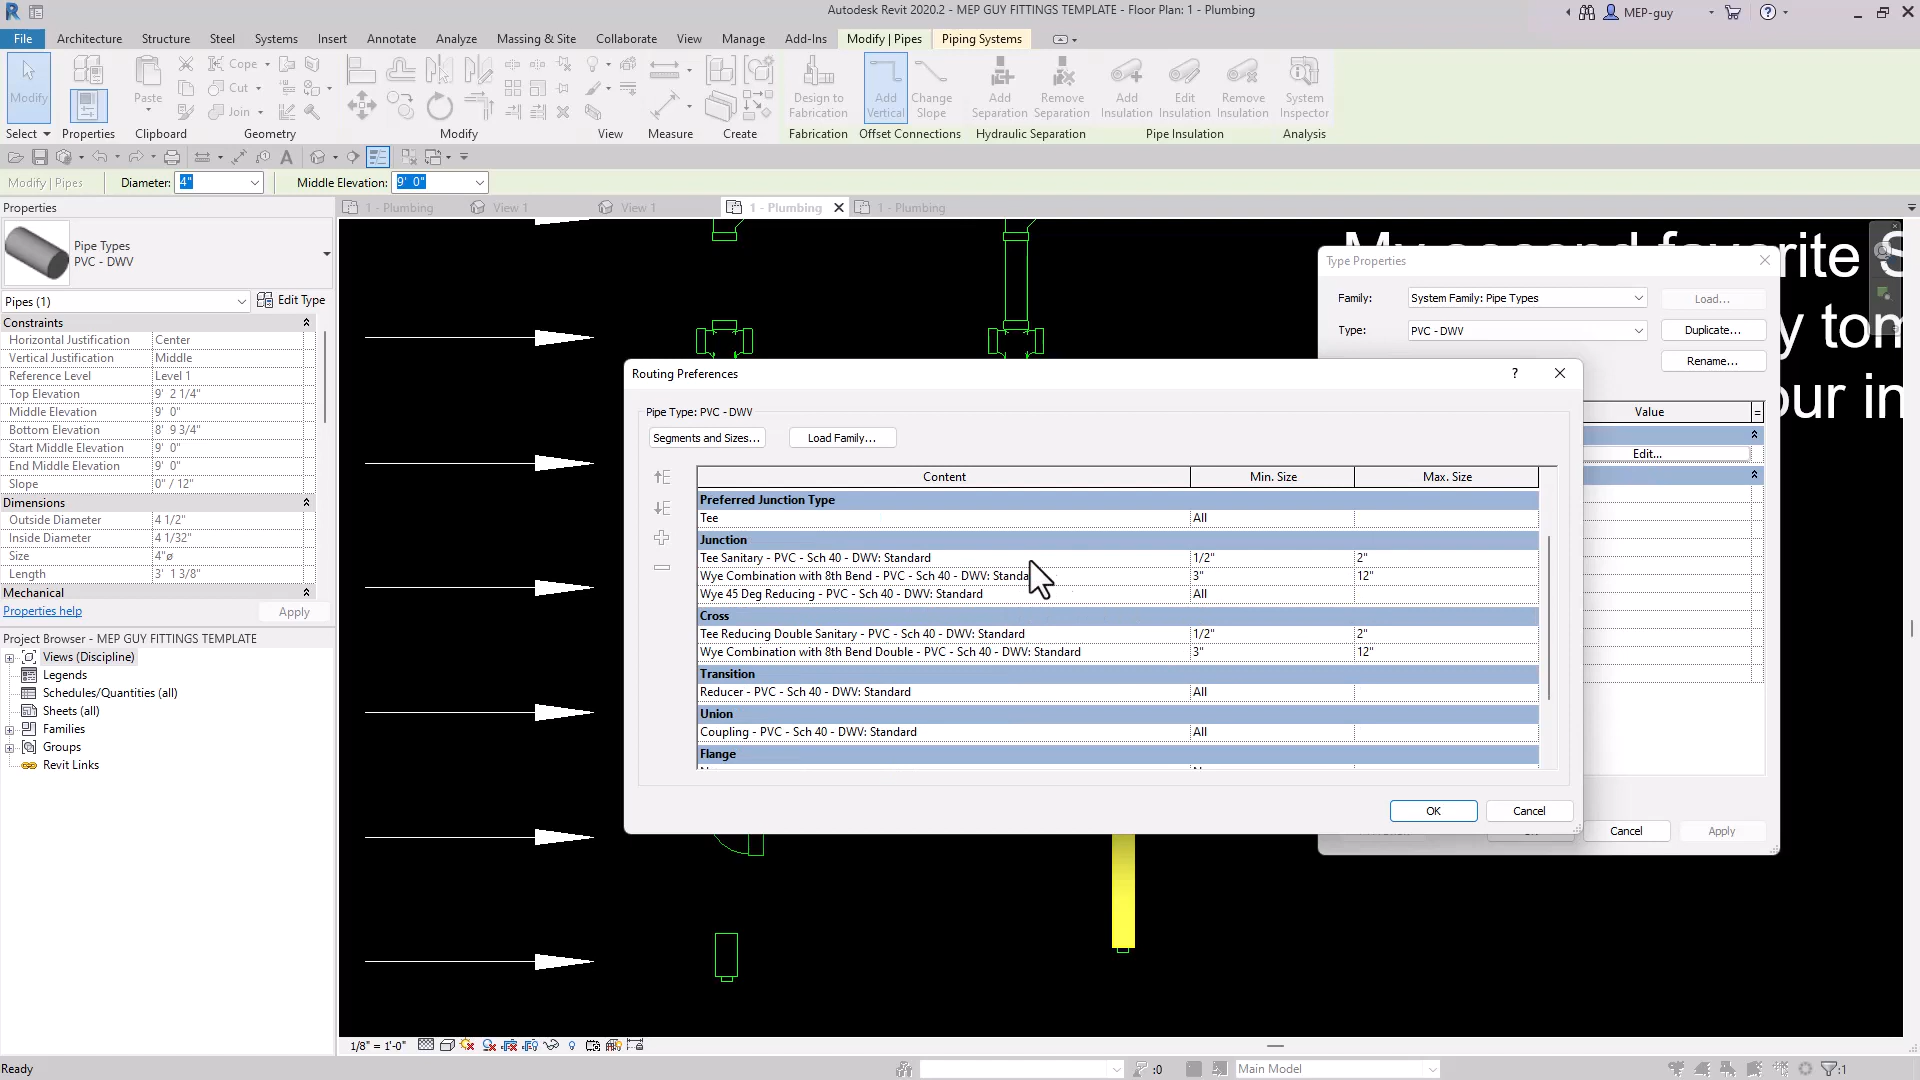 Autodesk Revit 2020.2 - MEP GUY FITTINGS TEMPLATE - Floor Plan: 1 - Plumbing
MEP-guy
File Architecture Structure Steel Systems Insert Annotate Analyze Massing & Site Collaborate View Manage Add-Ins Modify | Pipes Piping Systems
Modify
Paste
Cope
Cut
Join
Design to Fabrication
Add Vertical
Change Slope
Add Separation
Remove Separation
Add Insulation
Edit Insulation
Remove Insulation
System Inspector
Select Properties Clipboard Geometry Modify View Measure Create Fabrication Offset Connections Hydraulic Separation Pipe Insulation Analysis
Modify | Pipes Diameter: 4" Middle Elevation: 9' 0"
Properties
1 - Plumbing View 1 View 1 1 - Plumbing 1 - Plumbing
Pipe Types
PVC - DWV
Pipes (1) Edit Type
Constraints
Horizontal Justification Center
Vertical Justification Middle
Reference Level Level 1
Top Elevation 9' 2 1/4"
Middle Elevation 9' 0"
Bottom Elevation 8' 9 3/4"
Start Middle Elevation 9' 0"
End Middle Elevation 9' 0"
Slope 0" / 12"
Dimensions
Outside Diameter 4 1/2"
Inside Diameter 4 1/32"
Size 4"ø
Length 3' 1 3/8"
Mechanical
Properties help Apply
Project Browser - MEP GUY FITTINGS TEMPLATE
Views (Discipline)
Legends
Schedules/Quantities (all)
Sheets (all)
Families
Groups
Revit Links
My second favorite S
y tom
our in
Type Properties
Family: System Family: Pipe Types Load...
Type: PVC - DWV Duplicate...
Rename...
Value =
Edit...
Cancel Apply
Routing Preferences ?
Pipe Type: PVC - DWV
Segments and Sizes... Load Family...
Content Min. Size Max. Size
Preferred Junction Type
Tee All
Junction
Tee Sanitary - PVC - Sch 40 - DWV: Standard 1/2" 2"
Wye Combination with 8th Bend - PVC - Sch 40 - DWV: Standa 3" 12"
Wye 45 Deg Reducing - PVC - Sch 40 - DWV: Standard All
Cross
Tee Reducing Double Sanitary - PVC - Sch 40 - DWV: Standard 1/2" 2"
Wye Combination with 8th Bend Double - PVC - Sch 40 - DWV: Standard 3" 12"
Transition
Reducer - PVC - Sch 40 - DWV: Standard All
Union
Coupling - PVC - Sch 40 - DWV: Standard All
Flange
OK Cancel
1/8" = 1'-0"
Ready :0 Main Model :1